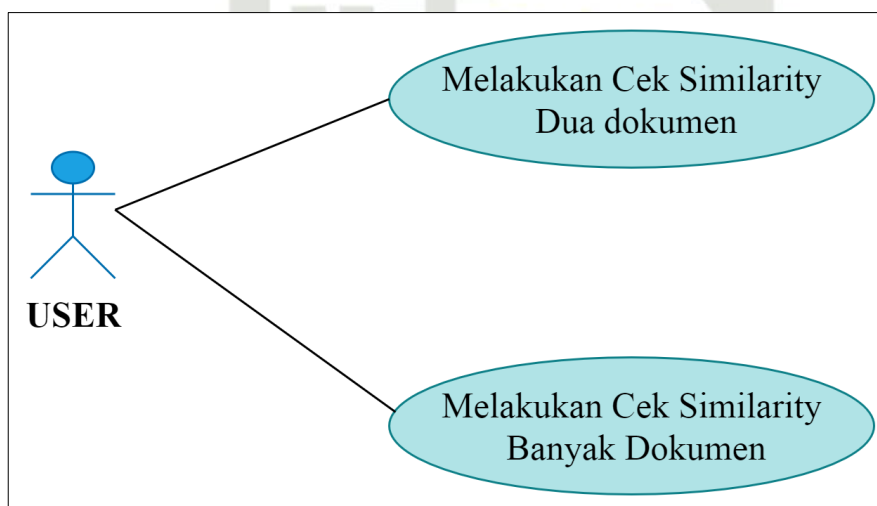 Melakukan Cek Similarity
Dua dokumen
USER
Melakukan Cek Similarity
Banyak Dokumen